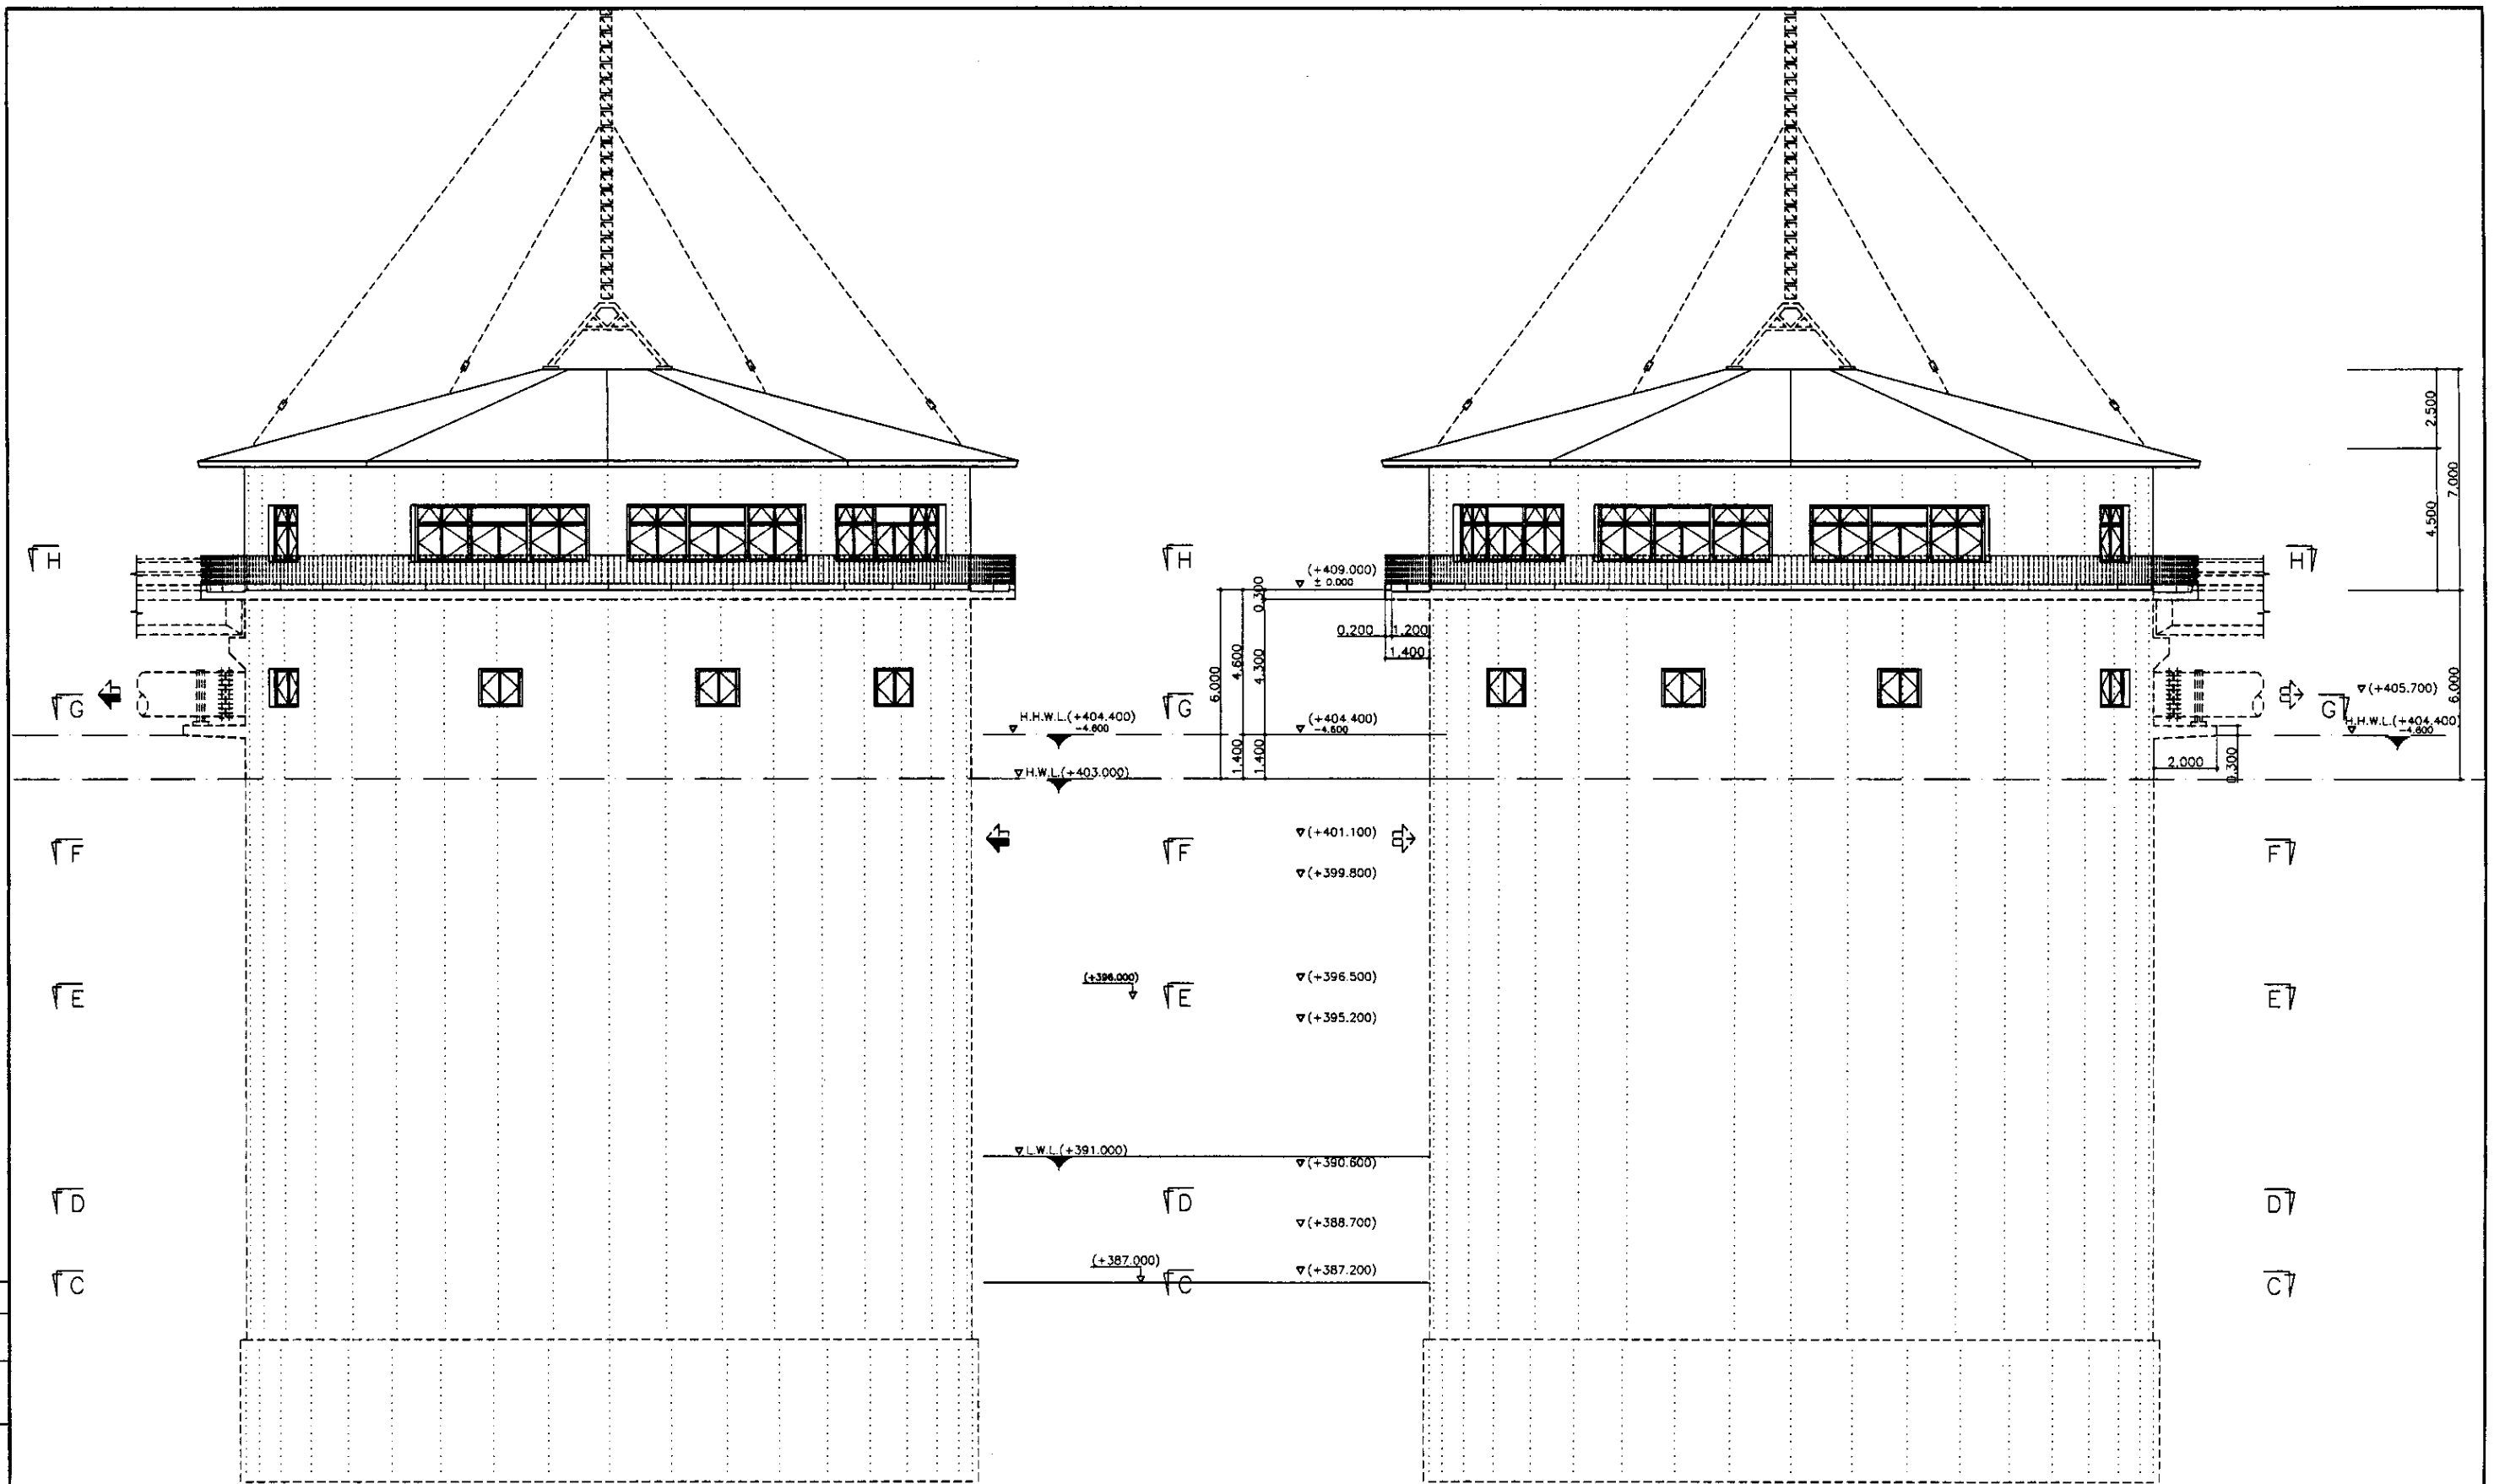 2.500
7.000
4.500
H
H
H
(+409.000)
± 0.000
0.300
0.200
1.200
1.400
4.600
4.300
6.000
6.000
G
G
G
(+405.700)
H.H.W.L.(+404.400)
-4.600
(+404.400)
-4.600
H.H.W.L.(+404.400)
-4.600
1.400
1.400
H.W.L.(+403.000)
2.000
0.300
F
F
F
(+401.100)
(+399.800)
(+396.000)
E
E
E
(+396.500)
(+395.200)
L.W.L.(+391.000)
(+390.600)
D
D
D
(+388.700)
(+387.000)
(+387.200)
C
C
C